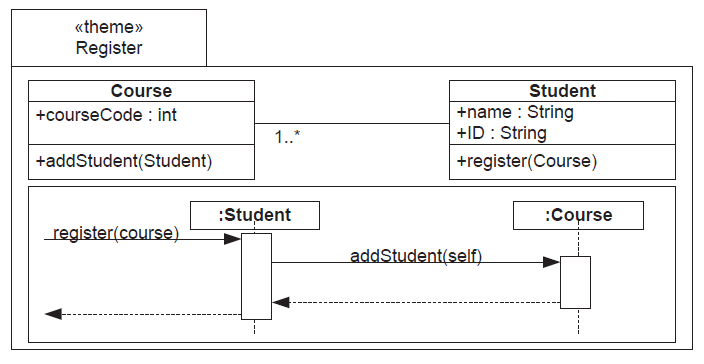 «theme»
Register
Course
+courseCode : int
+addStudent(Student)
1..*
Student
+name : String
+ID : String
+register(Course)
:Student
:Course
register(course)
addStudent(self)